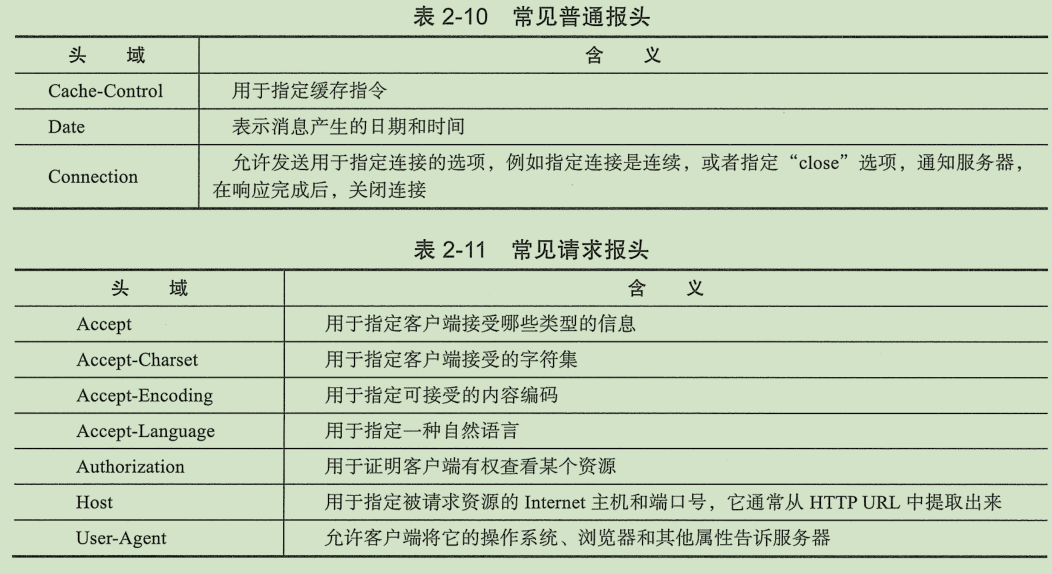 表 2-10 常见普通报头
头 域 含 义
Cache-Control 用于指定缓存指令
Date 表示消息产生的日期和时间
Connection 允许发送用于指定连接的选项，例如指定连接是连续，或者指定“close”选项，通知服务器，
在响应完成后，关闭连接
表 2-11 常见请求报头
头 域 含 义
Accept 用于指定客户端接受哪些类型的信息
Accept-Charset 用于指定客户端接受的字符集
Accept-Encoding 用于指定可接受的内容编码
Accept-Language 用于指定一种自然语言
Authorization 用于证明客户端有权查看某个资源
Host 用于指定被请求资源的 Internet 主机和端口号，它通常从 HTTP URL 中提取出来
User-Agent 允许客户端将它的操作系统、浏览器和其他属性告诉服务器